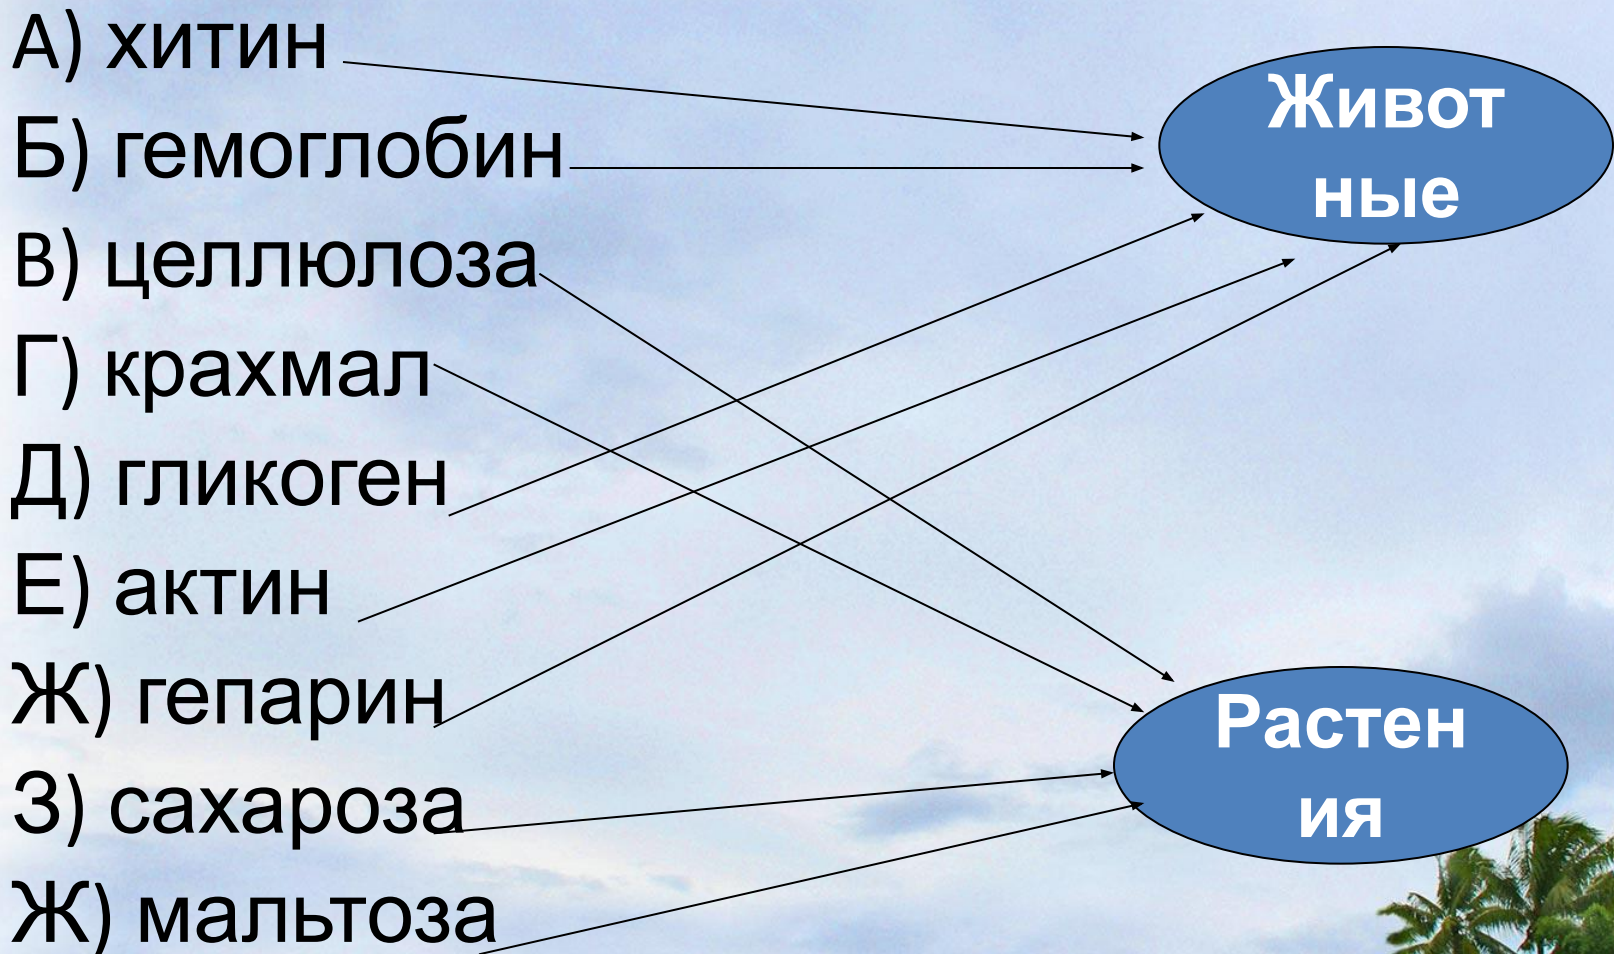 А) хитин
Б) гемоглобин
В) целлюлоза
Г) крахмал
Д) гликоген
Е) актин
Ж) гепарин
З) сахароза
Ж) мальтоза
Живот
ные
Растен
ия